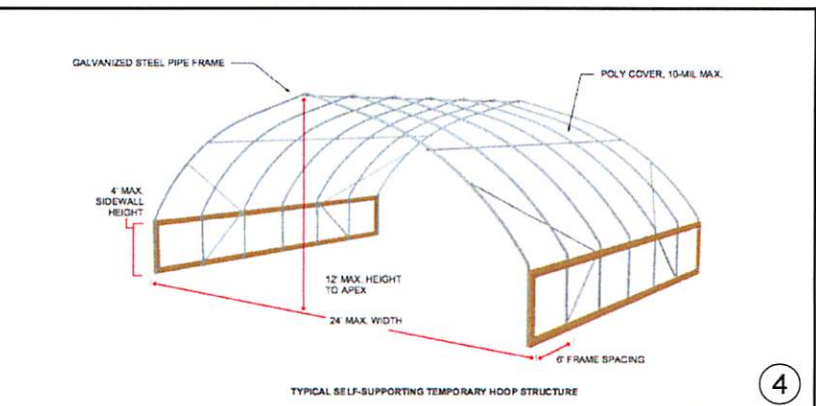 GALVANIZED STEEL PIPE FRAME
POLY COVER, 10-MIL MAX.
4' MAX.
SIDEWALL
HEIGHT
12' MAX. HEIGHT
TO APEX
24' MAX. WIDTH
6' FRAME SPACING
TYPICAL SELF-SUPPORTING TEMPORARY HOOP STRUCTURE
4